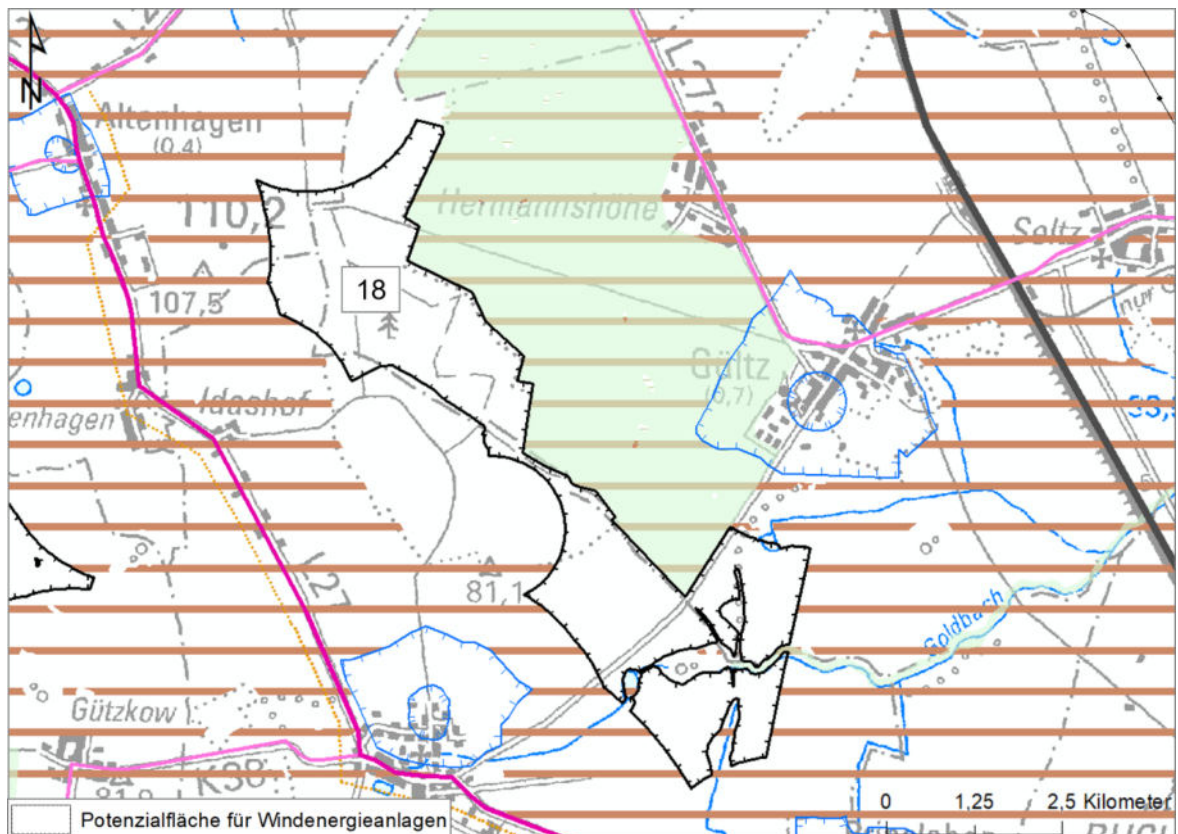 N
Altenhagen
(0,4)
110,2
Hermannshöhe
Soltz
18
107,5
Gültz
(0,7)
Idashof
enhagen
81,1
Goldbach
Gützkow
K38
0 1,25 2,5 Kilometer
Potenzialfläche für Windenergieanlagen